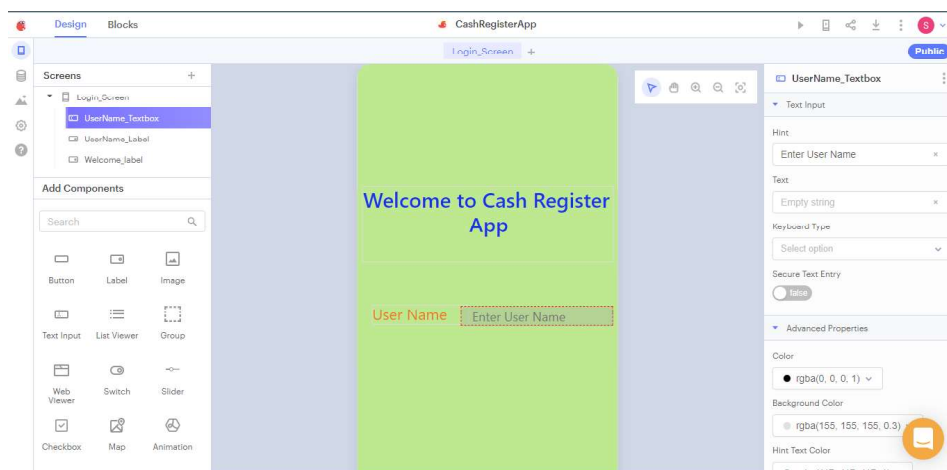 Design Blocks
CashRegisterApp
S
Login_Screen +
Public
Screens +
Login_Screen
UserName_Textbox
UserName_Label
Welcome_label
Add Components
Search
Button Label Image
Text Input List Viewer Group
Web Viewer Switch Slider
Checkbox Map Animation
Welcome to Cash Register
App
User Name
Enter User Name
UserName_Textbox
Text Input
Hint
Enter User Name ×
Text
Empty string ×
Keyboard Type
Select option
Secure Text Entry
false
Advanced Properties
Color
rgba(0, 0, 0, 1)
Background Color
rgba(155, 155, 155, 0.3)
Hint Text Color